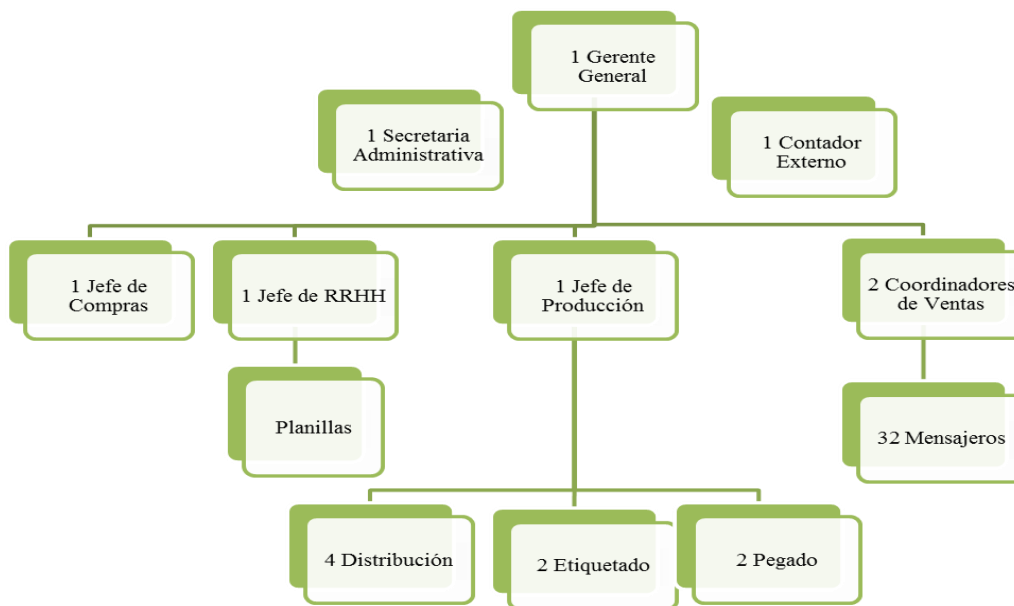 1 Gerente
General
1 Secretaria
Administrativa
1 Contador
Externo
1 Jefe de
Compras
1 Jefe de RRHH
1 Jefe de
Producción
2 Coordinadores
de Ventas
Planillas
32 Mensajeros
4 Distribución
2 Etiquetado
2 Pegado